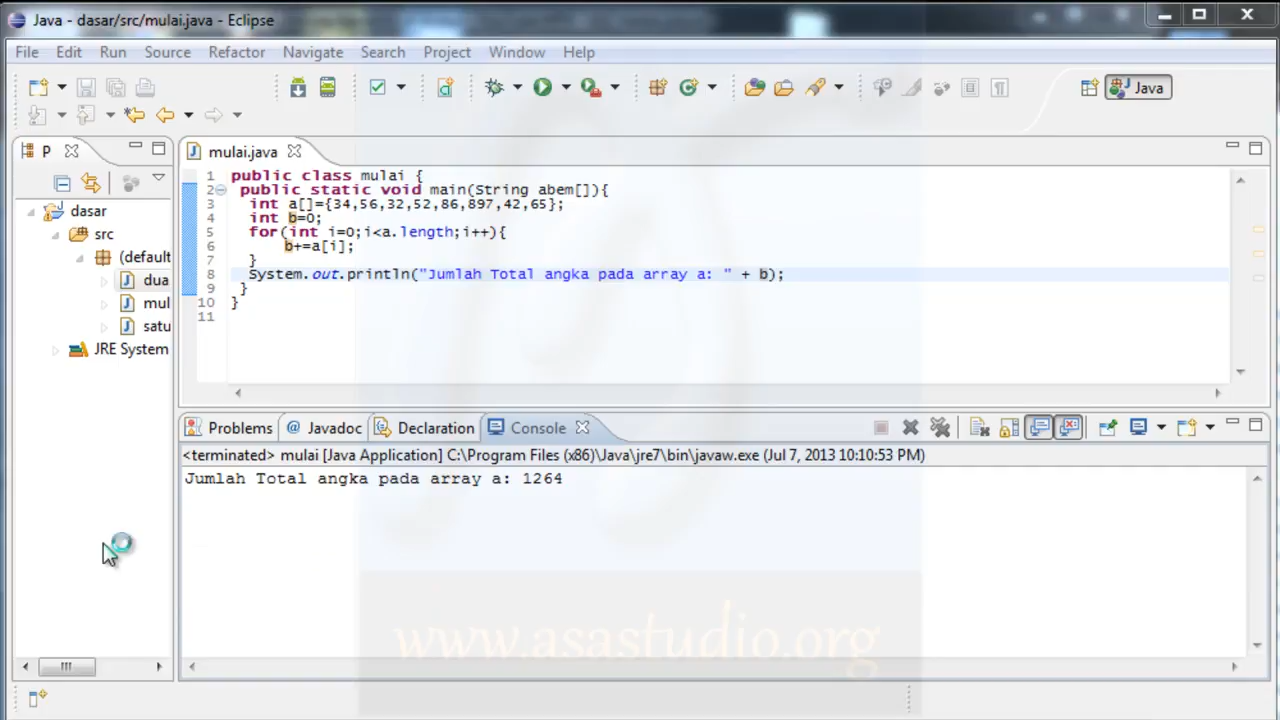 Java - dasar/src/mulai.java - Eclipse
File Edit Run Source Refactor Navigate Search Project Window Help
Java
P
mulai.java
dasar
src
(default
dua
mul
satu
JRE System
1 public class mulai {
2 public static void main(String abem[]){
3 int a[]={34,56,32,52,86,897,42,65};
4 int b=0;
5 for(int i=0;i<a.length;i++){
6 b+=a[i];
7 }
8 System.out.println("Jumlah Total angka pada array a: " + b);
9 }
10 }
11
Problems @ Javadoc Declaration Console
<terminated> mulai [Java Application] C:\Program Files (x86)\Java\jre7\bin\javaw.exe (Jul 7, 2013 10:10:53 PM)
Jumlah Total angka pada array a: 1264
www.asastudio.org